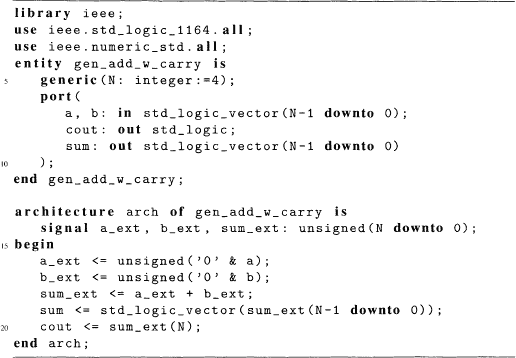 library ieee;
use ieee.std_logic_1164.all;
use ieee.numeric_std.all;
entity gen_add_w_carry is
5    generic(N: integer:=4);
     port(
        a, b: in std_logic_vector(N-1 downto 0);
        cout: out std_logic;
        sum: out std_logic_vector(N-1 downto 0)
10   );
end gen_add_w_carry;

architecture arch of gen_add_w_carry is
     signal a_ext, b_ext, sum_ext: unsigned(N downto 0);
15 begin
     a_ext <= unsigned('0' & a);
     b_ext <= unsigned('0' & b);
     sum_ext <= a_ext + b_ext;
     sum <= std_logic_vector(sum_ext(N-1 downto 0));
20   cout <= sum_ext(N);
end arch;